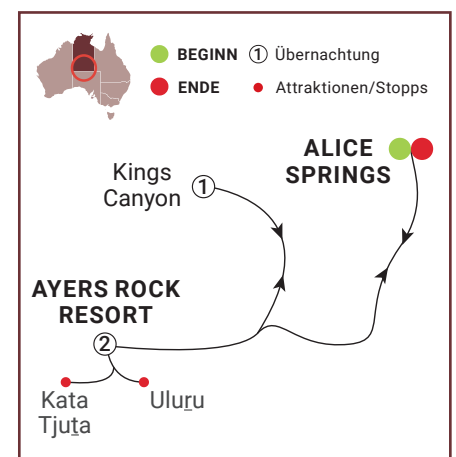 BEGINN 1 Übernachtung
ENDE Attraktionen/Stopps
ALICE
SPRINGS
Kings
Canyon
1
AYERS ROCK
RESORT
2
Kata
Tjuṯa
Uluṟu